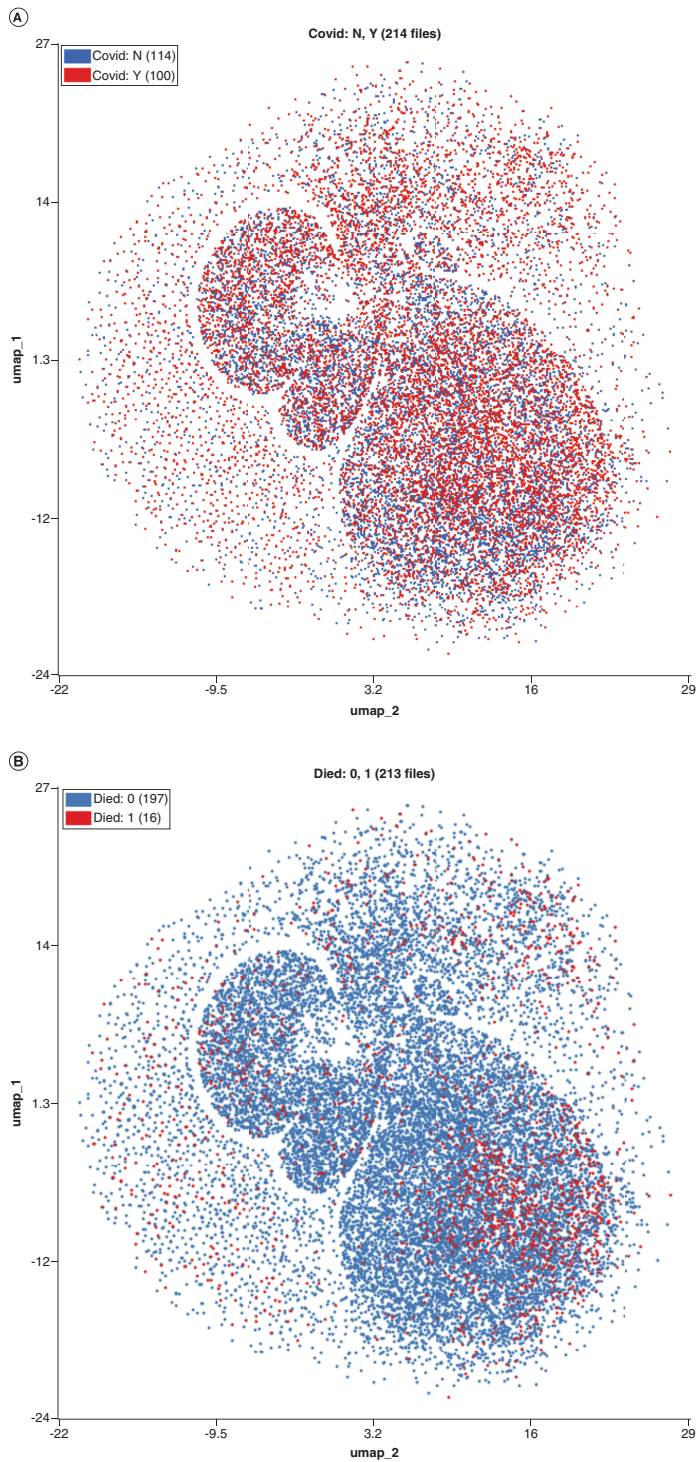 A
Covid: N, Y (214 files)
Covid: N (114)
Covid: Y (100)
27
14
1.3
-12
-24
umap_1
-22
-9.5
3.2
16
29
umap_2
B
Died: 0, 1 (213 files)
Died: 0 (197)
Died: 1 (16)
27
14
1.3
-12
-24
umap_1
-22
-9.5
3.2
16
29
umap_2